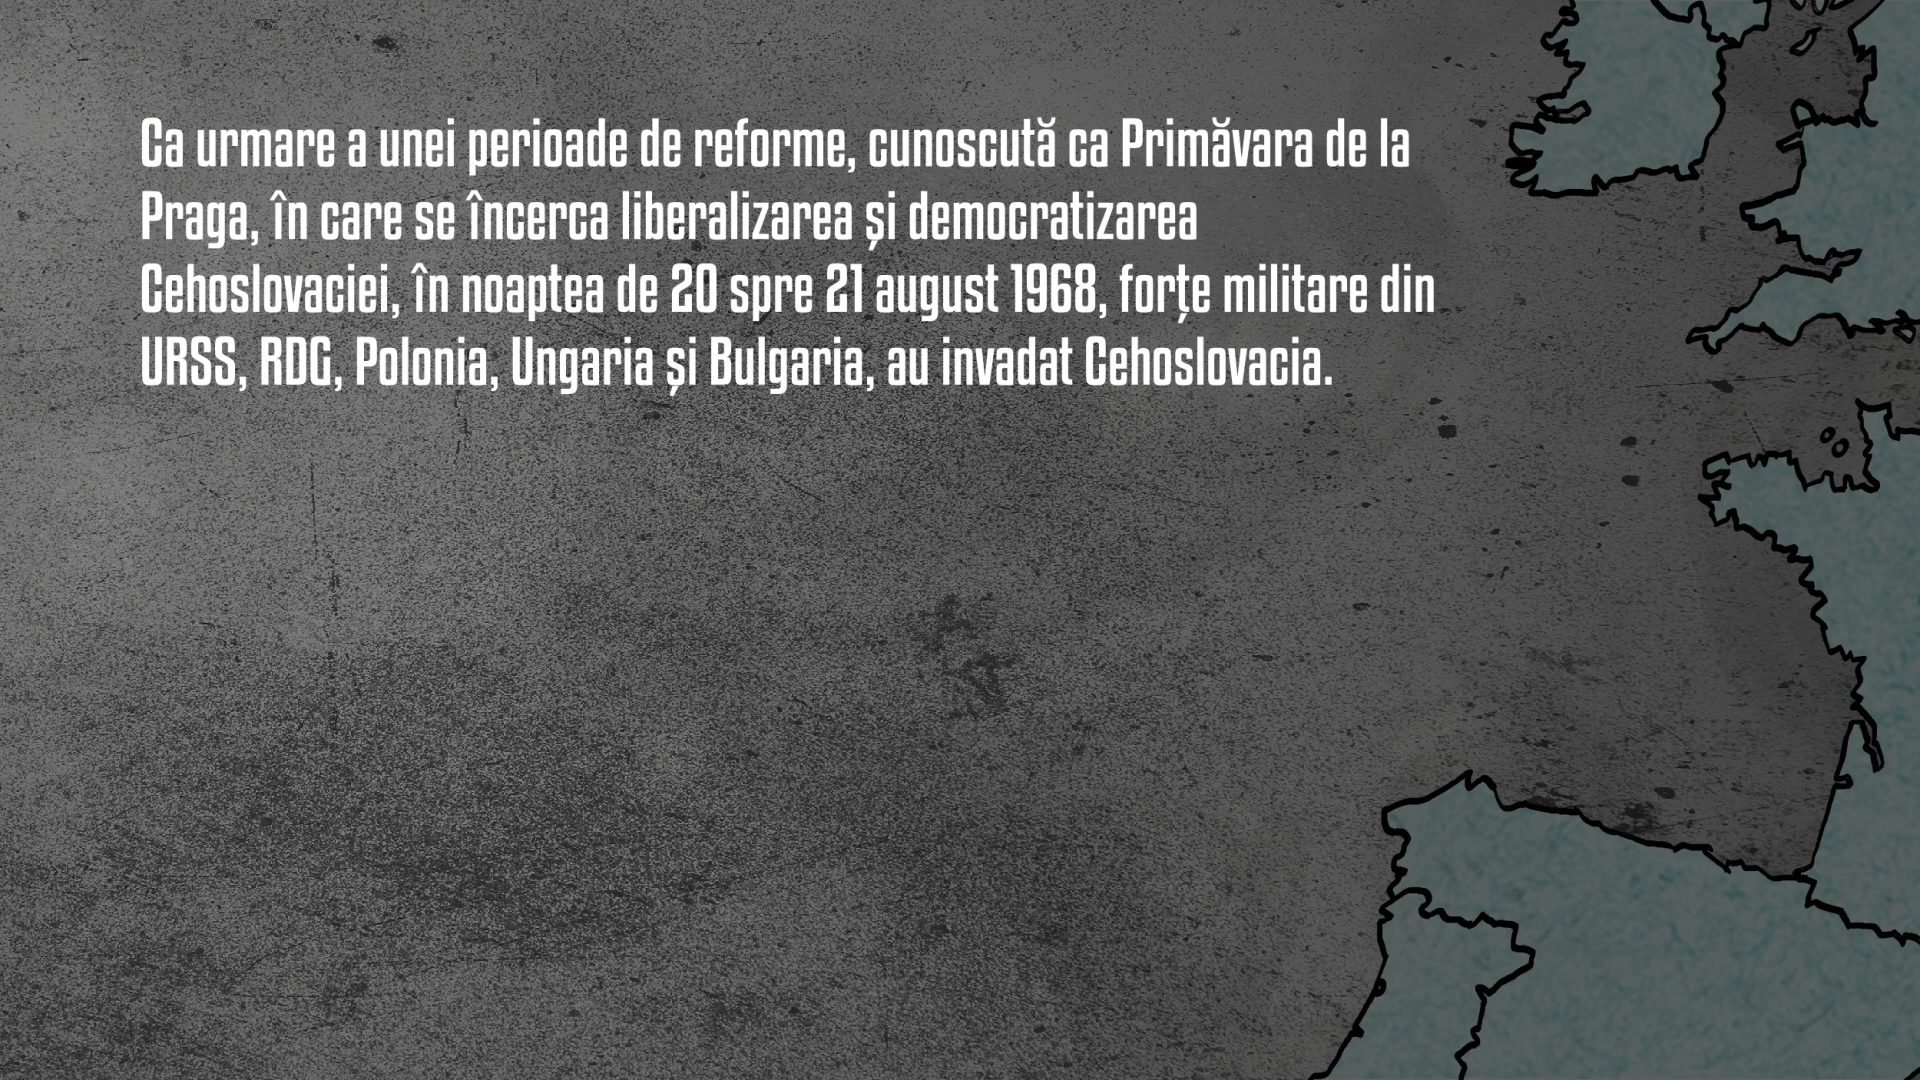 Ca urmare a unei perioade de reforme, cunoscută ca Primăvara de la
Praga, în care se încerca liberalizarea și democratizarea
Cehoslovaciei, în noaptea de 20 spre 21 august 1968, forțe militare din
URSS, RDG, Polonia, Ungaria și Bulgaria, au invadat Cehoslovacia.